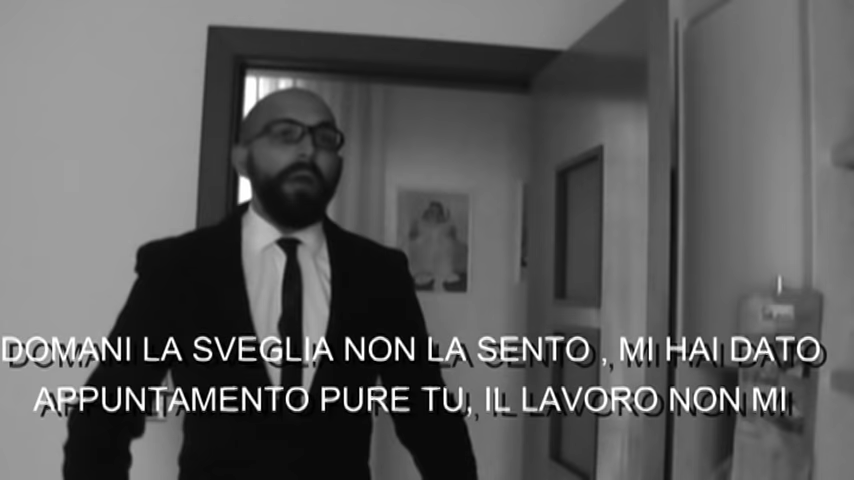 DOMANI LA SVEGLIA NON LA SENTO , MI HAI DATO
APPUNTAMENTO PURE TU, IL LAVORO NON MI